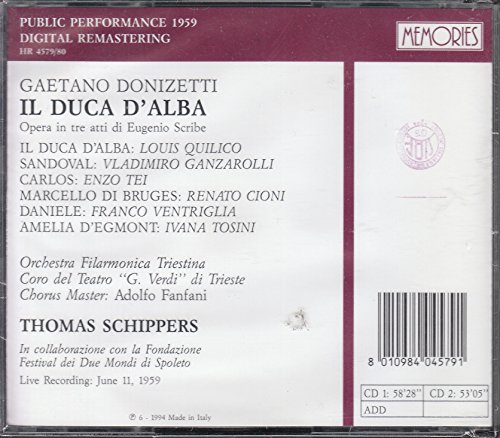 PUBLIC PERFORMANCE 1959
DIGITAL REMASTERING
HR 4579/80
MEMORIES
GAETANO DONIZETTI
IL DUCA D'ALBA
Opera in tre atti di Eugenio Scribe
IL DUCA D'ALBA: LOUIS QUILICO
SANDOVAL: VLADIMIRO GANZAROLLI
CARLOS: ENZO TEI
MARCELLO DI BRUGES: RENATO CIONI
DANIELE: FRANCO VENTRIGLIA
AMELIA D'EGMONT: IVANA TOSINI
Orchestra Filarmonica Triestina
Coro del Teatro "G. Verdi" di Trieste
Chorus Master: Adolfo Fanfani
THOMAS SCHIPPERS
In collaborazione con la Fondazione
Festival dei Due Mondi di Spoleto
Live Recording: June 11, 1959
℗ 6 - 1994 Made in Italy
8 010984 045791
CD 1: 58'28" CD 2: 53'05"
ADD